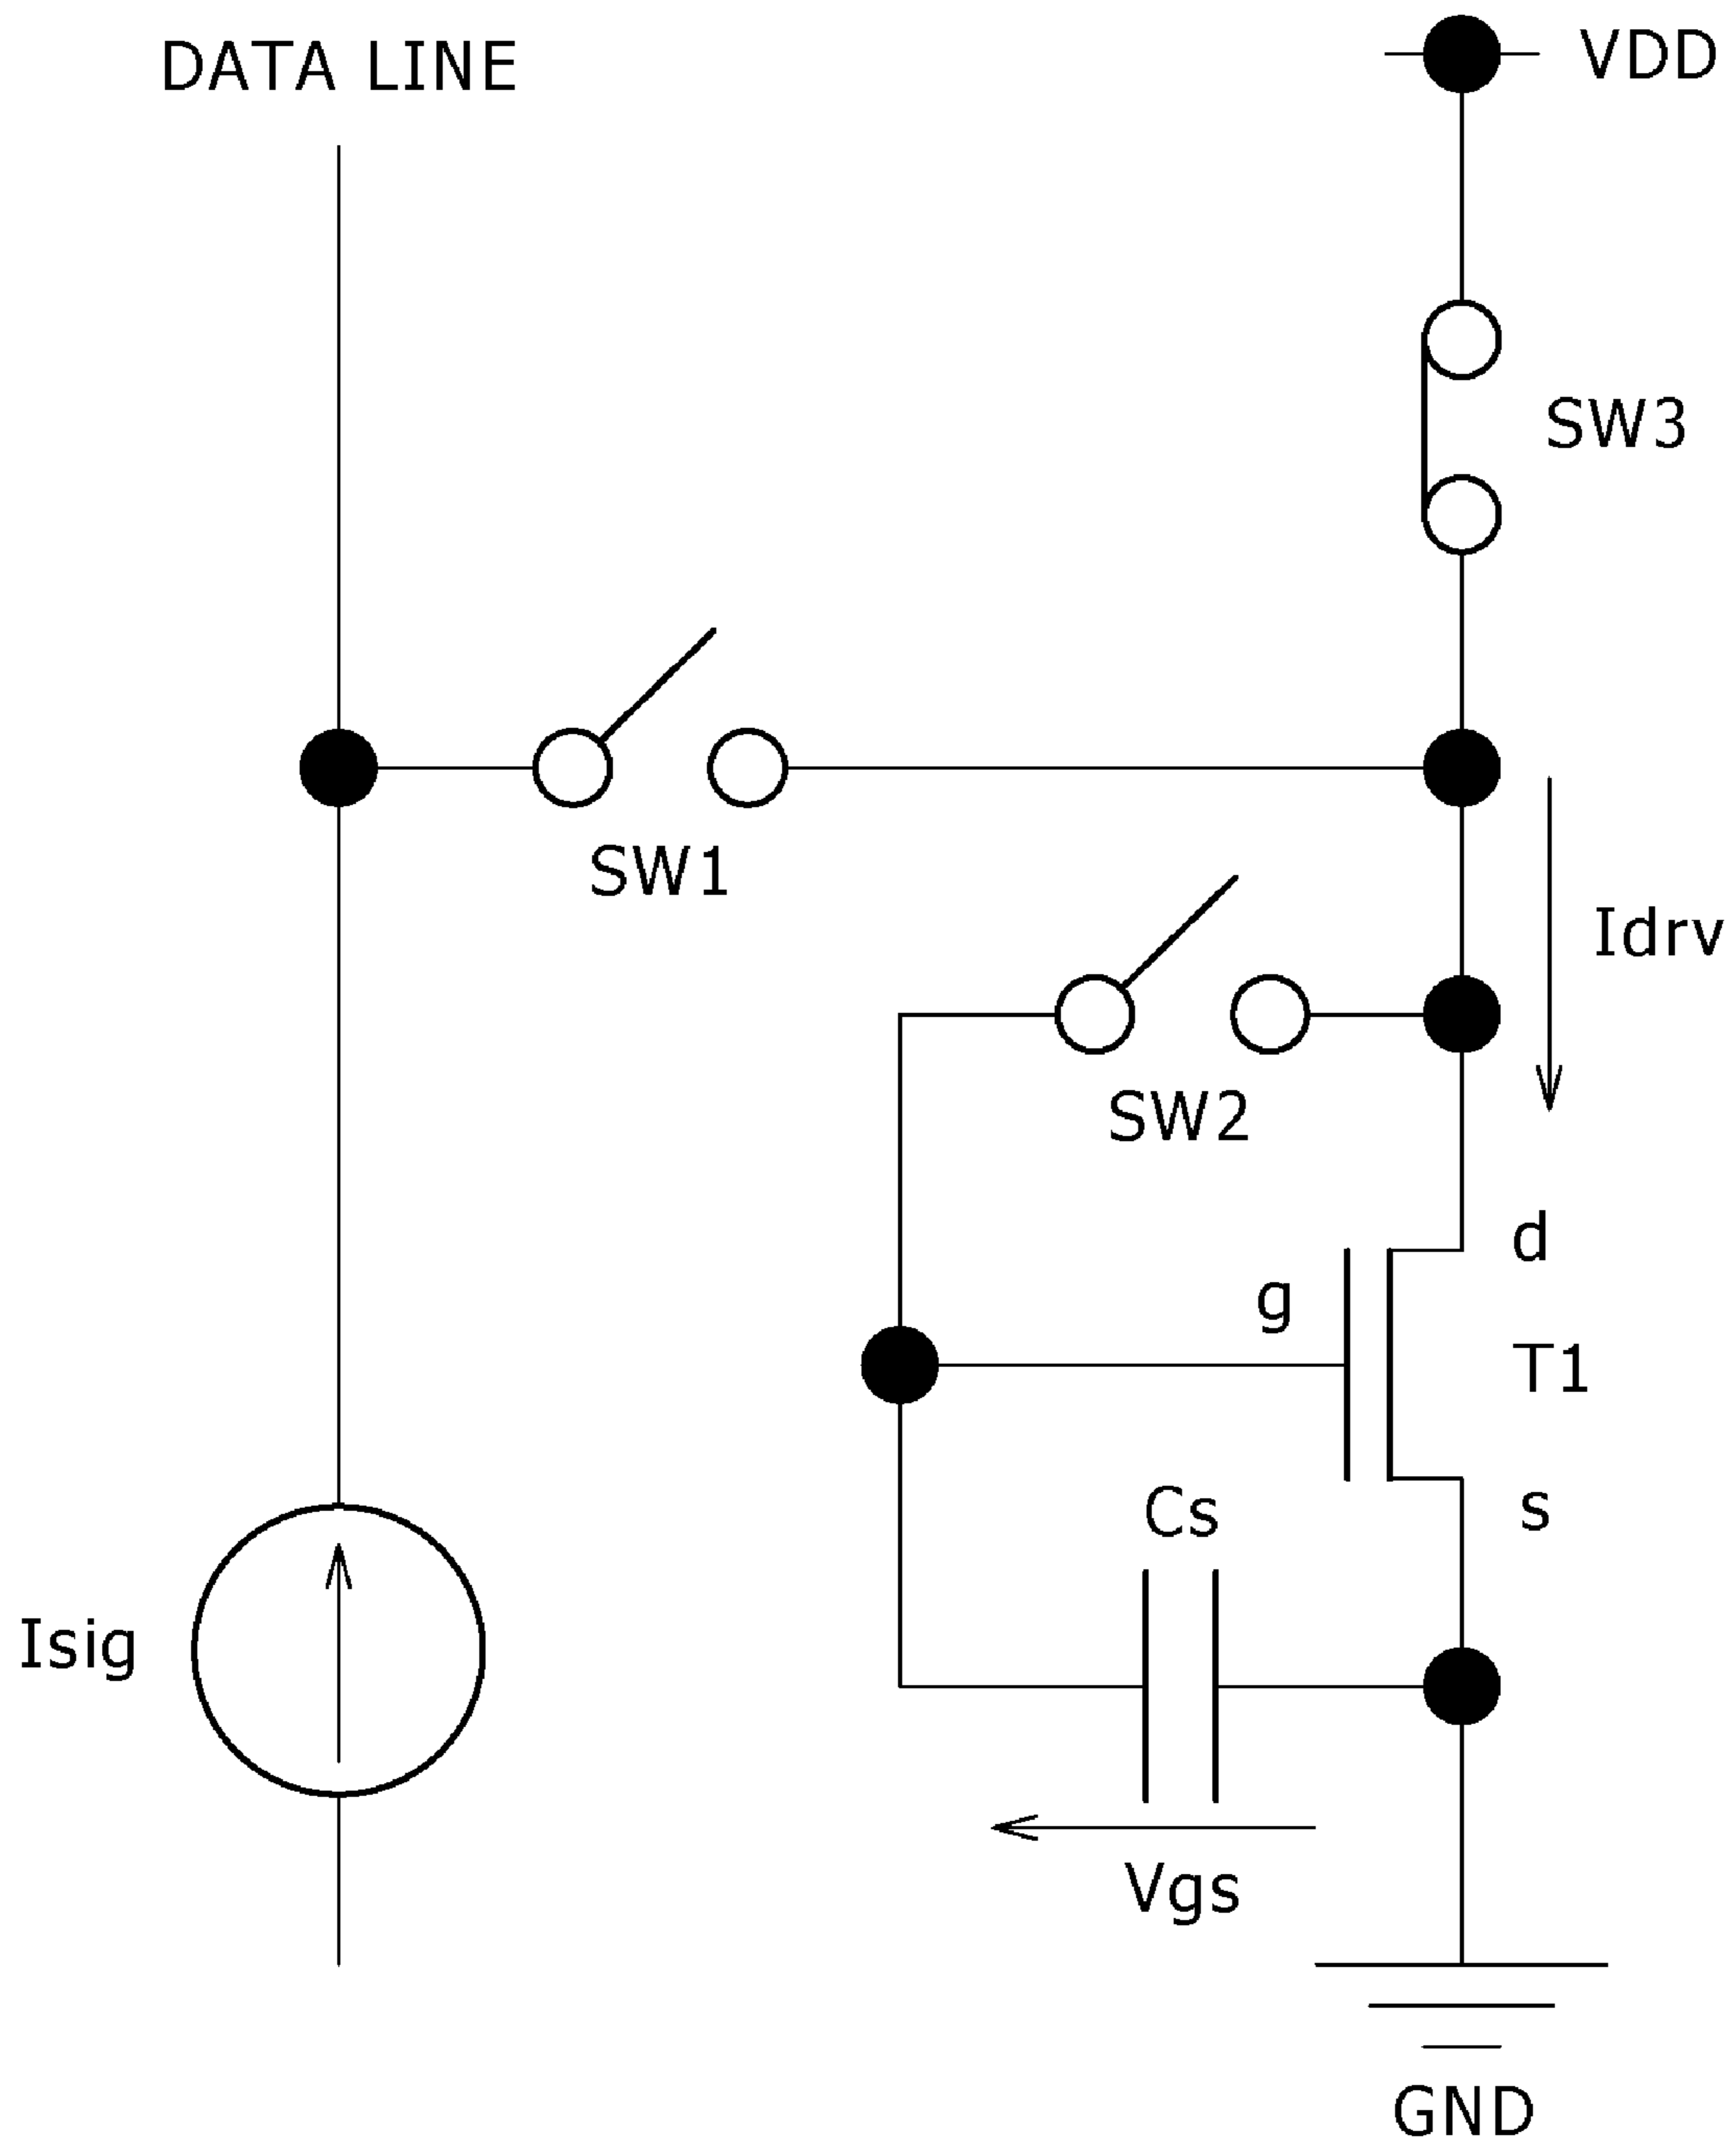 DATA LINE
VDD
SW3
SW1
Idrv
SW2
d
g
T1
Cs
s
Isig
Vgs
GND